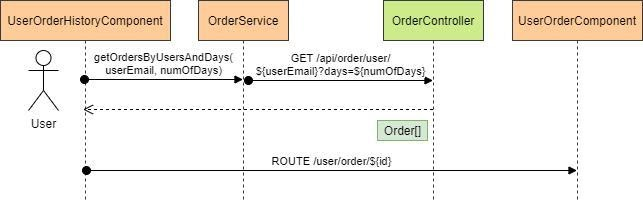 UserOrderHistoryComponent
OrderService
OrderController
UserOrderComponent
getOrdersByUsersAndDays(
userEmail, numOfDays)
GET /api/order/user/
${userEmail}?days=${numOfDays}
User
Order[]
ROUTE /user/order/${id}